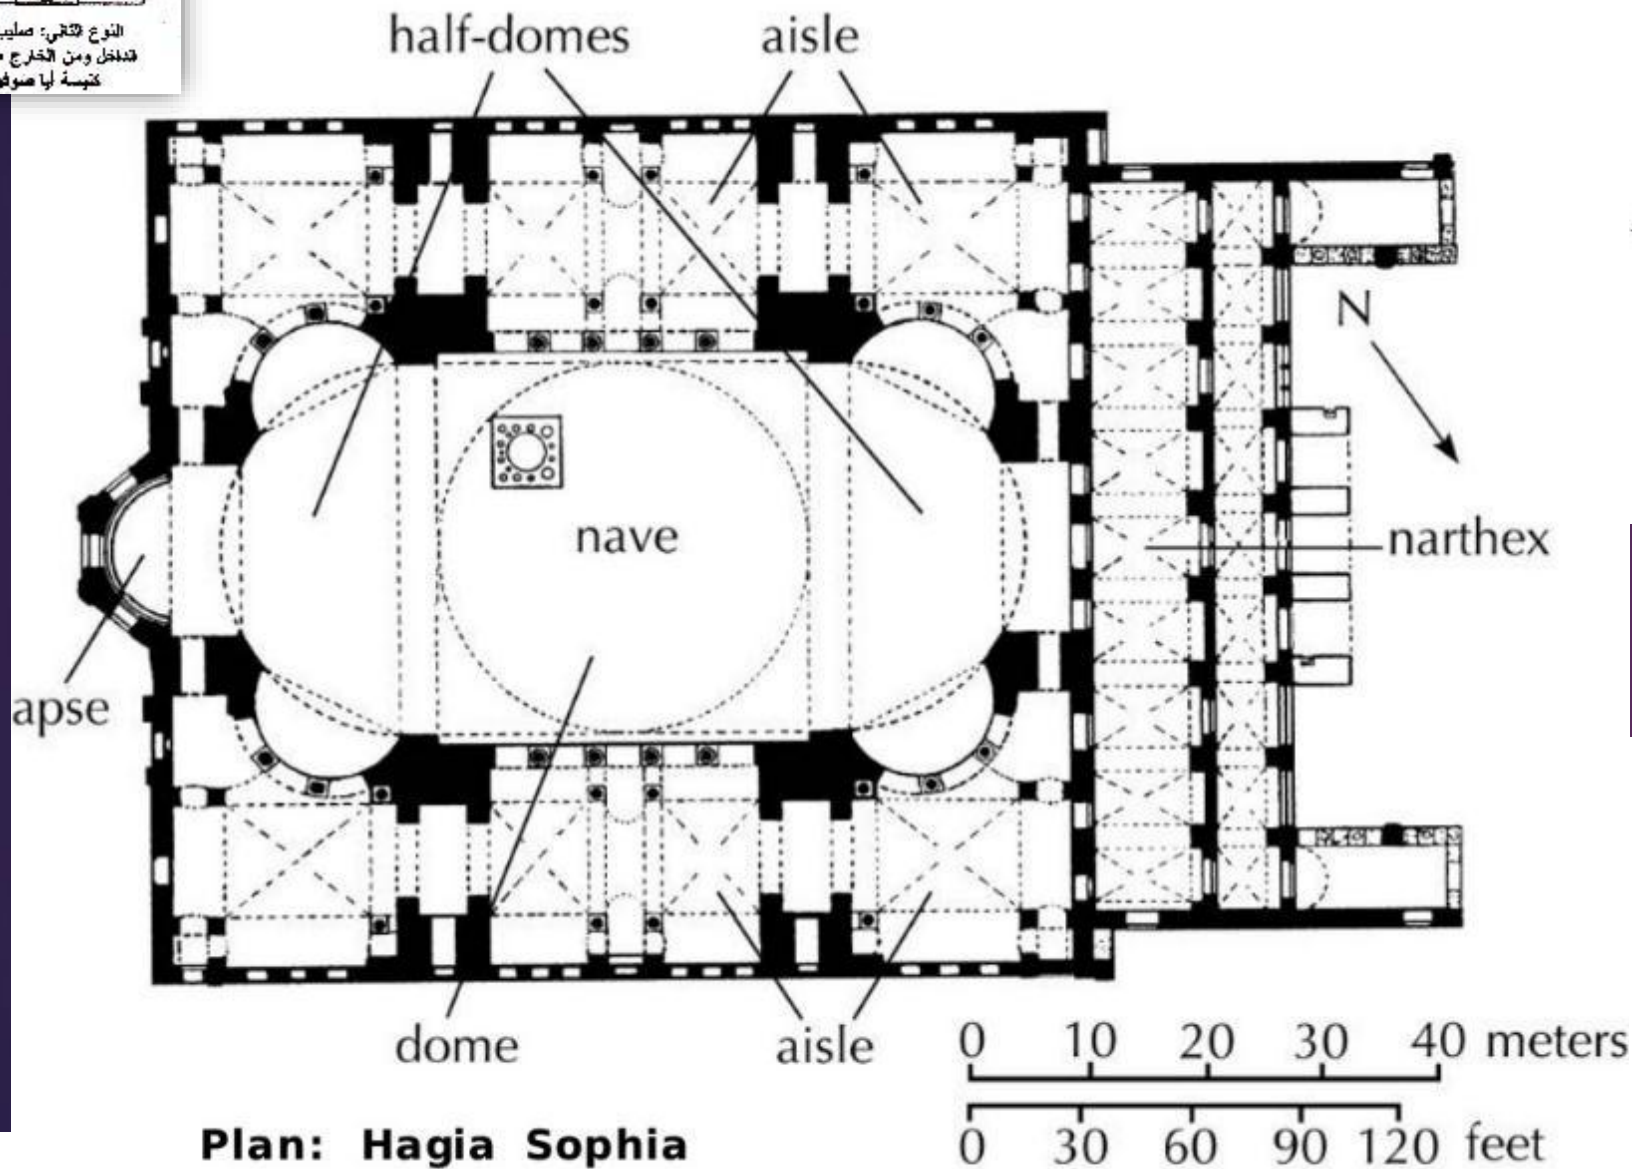 النوع الثاني: صليب
كنيسة أيا صوفيا
half-domes
aisle
N
nave
narthex
apse
dome
aisle
0 10 20 30 40 meters
0 30 60 90 120 feet
Plan: Hagia Sophia